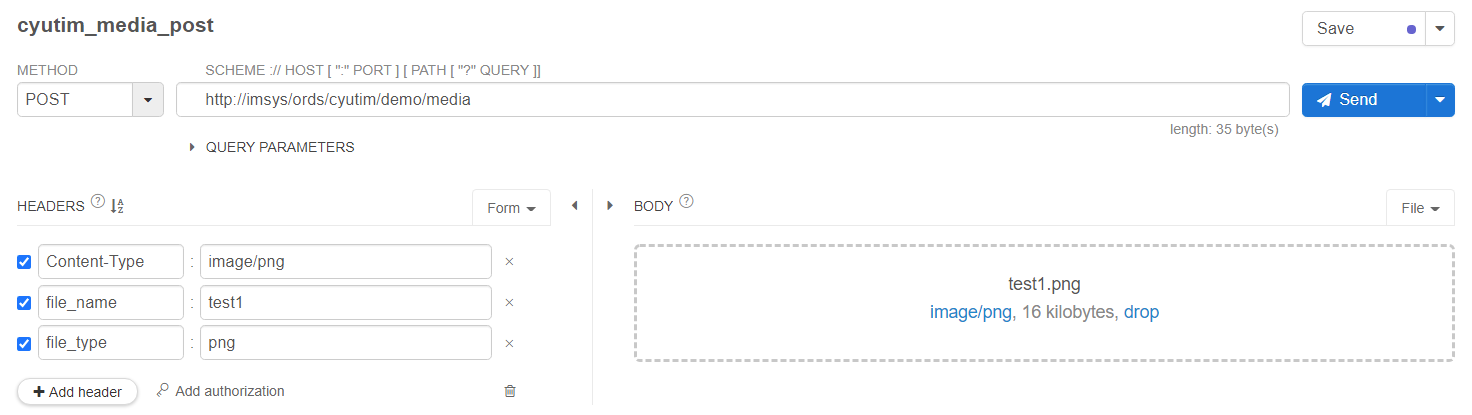 cyutim_media_post
Save
METHOD
SCHEME :// HOST [ ":" PORT ] [ PATH [ "?" QUERY ]]
POST
http://imsys/ords/cyutim/demo/media
Send
length: 35 byte(s)
QUERY PARAMETERS
HEADERS ? A Z Form
BODY ? File
Content-Type : image/png ×
file_name : test1 ×
file_type : png ×
test1.png
image/png, 16 kilobytes, drop
+ Add header Add authorization